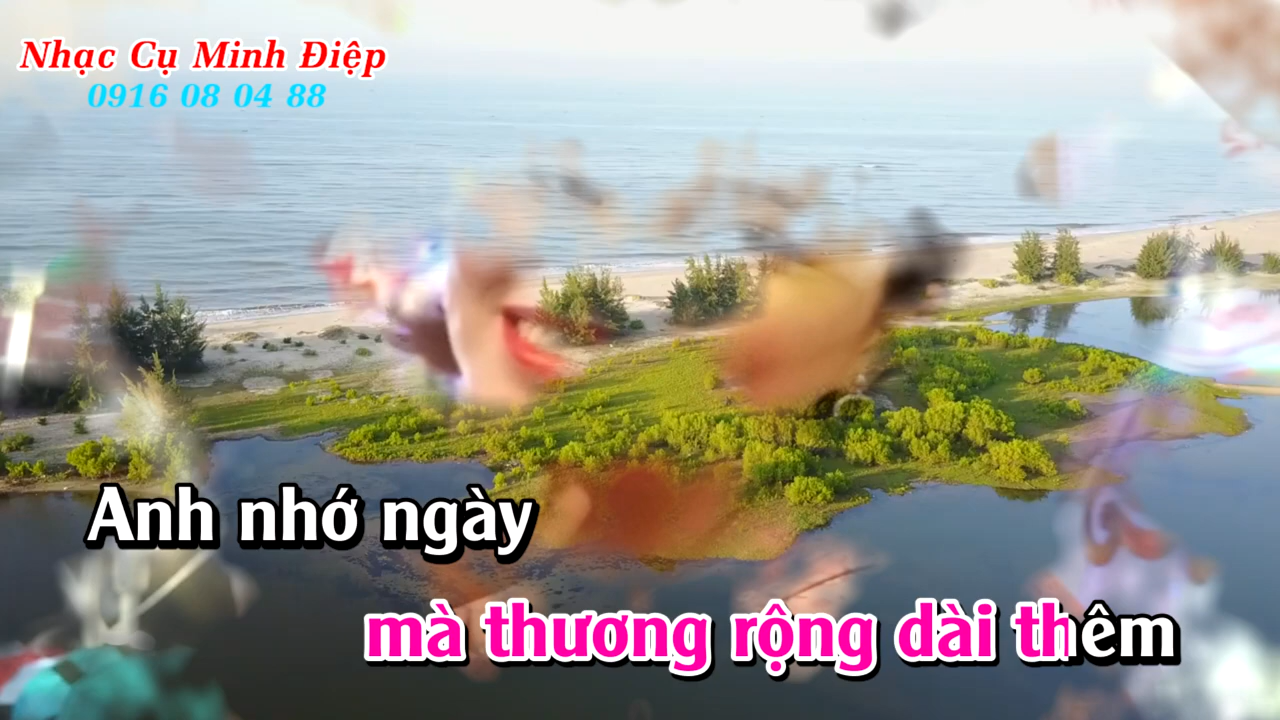 Nhạc Cụ Minh Điệp
0916 08 04 88
Anh nhớ ngày
mà thương rộng dài thêm